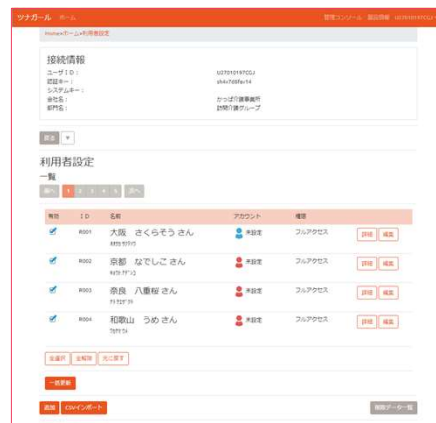 ツナガール ホーム 管理コンソール 接続情報
Home»ホーム»利用者設定
接続情報
ユーザID：
認証キー：
システムキー：
会社名： かっぱ介護事業所
部門名： 訪問介護グループ
戻る
利用者設定
一覧
前へ 1 2 3 4 5 次へ
有効 ID 名前 アカウント 権限
R001 大阪 さくらそう さん 未設定 フルアクセス 詳細 編集
R002 京都 なでしこ さん 未設定 フルアクセス 詳細 編集
R003 奈良 八重桜 さん 未設定 フルアクセス 詳細 編集
R004 和歌山 うめ さん 未設定 フルアクセス 詳細 編集
全選択 全解除 元に戻す
一括更新
追加 CSVインポート 削除データ一覧